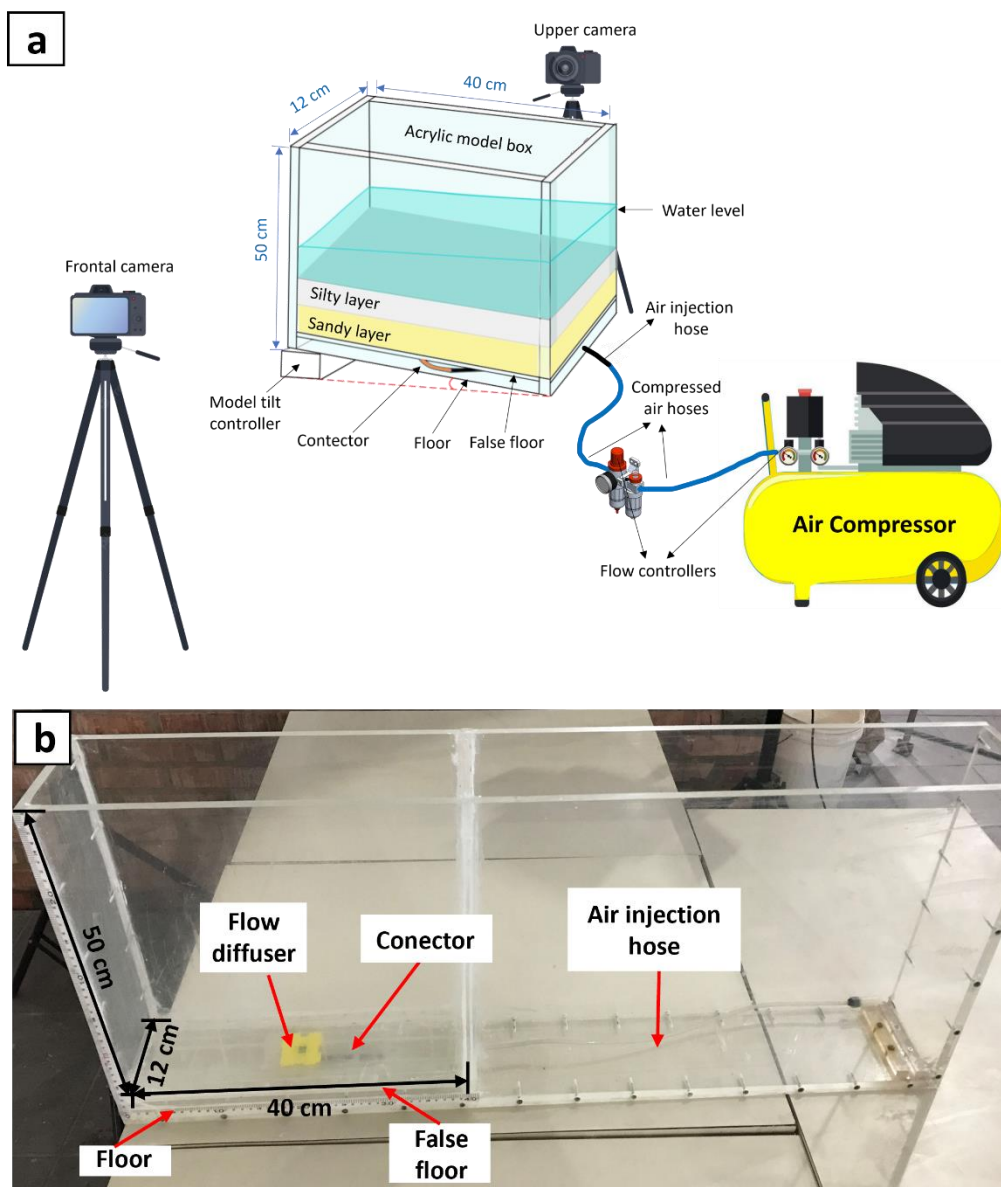 a
Upper camera
40 cm
12 cm
Acrylic model box
Water level
50 cm
Frontal camera
Silty layer
Sandy layer
Air injection
hose
Model tilt
controller
Contector
Floor
False floor
Compressed
air hoses
Air Compressor
Flow controllers
b
Flow
diffuser
Conector
Air injection
hose
50 cm
12 cm
40 cm
Floor
False
floor